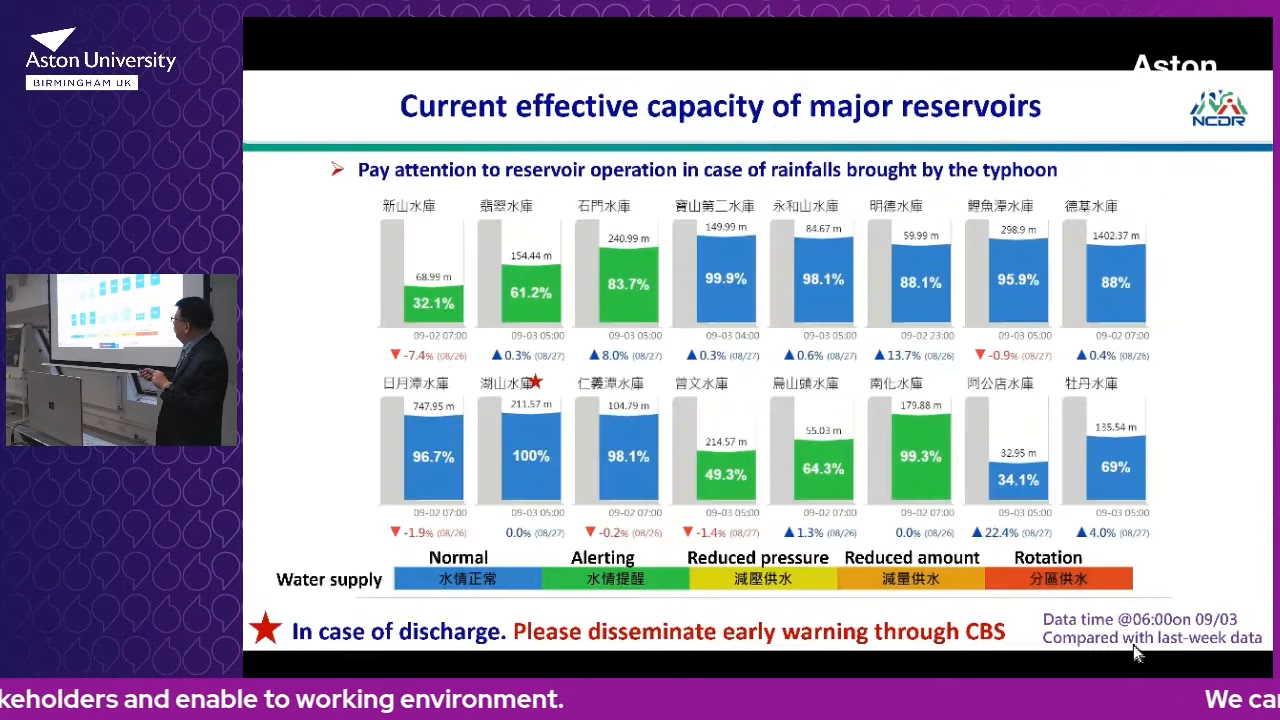 Aston University
BIRMINGHAM UK
Aston
Current effective capacity of major reservoirs
NCDR
Pay attention to reservoir operation in case of rainfalls brought by the typhoon
新山水庫 翡翠水庫 石門水庫 寶山第二水庫 永和山水庫 明德水庫 鯉魚潭水庫 德基水庫
68.99 m 154.44 m 240.99 m 149.99 m 84.67 m 59.99 m 298.9 m 1402.37 m
32.1% 61.2% 83.7% 99.9% 98.1% 88.1% 95.9% 88%
09-02 07:00 09-03 05:00 09-03 05:00 09-03 04:00 09-03 05:00 09-02 23:00 09-03 05:00 09-02 07:00
▼-7.4% (08/26) ▲0.3% (08/27) ▲8.0% (08/27) ▲0.3% (08/27) ▲0.6% (08/27) ▲13.7% (08/26) ▼-0.9% (08/27) ▲0.4% (08/26)
日月潭水庫 湖山水庫 仁義潭水庫 曾文水庫 烏山頭水庫 南化水庫 阿公店水庫 牡丹水庫
747.95 m 211.57 m 104.79 m 214.57 m 55.03 m 179.88 m 32.95 m 135.54 m
96.7% 100% 98.1% 49.3% 64.3% 99.3% 34.1% 69%
09-02 07:00 09-03 05:00 09-02 07:00 09-03 05:00 09-02 07:00 09-02 07:00 09-03 05:00 09-03 05:00
▼-1.9% (08/26) 0.0% (08/27) ▼-0.2% (08/26) ▼-1.4% (08/27) ▲1.3% (08/26) 0.0% (08/26) ▲22.4% (08/27) ▲4.0% (08/27)
Normal Alerting Reduced pressure Reduced amount Rotation
Water supply 水情正常 水情提醒 減壓供水 減量供水 分區供水
In case of discharge. Please disseminate early warning through CBS
Data time @06:00on 09/03
Compared with last-week data
keholders and enable to working environment. We ca